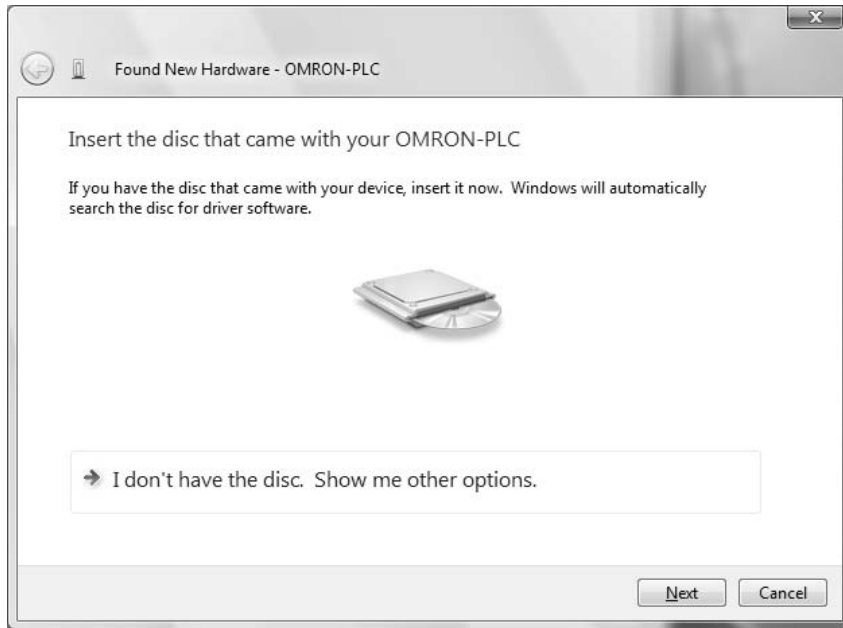 Found New Hardware - OMRON-PLC
Insert the disc that came with your OMRON-PLC
If you have the disc that came with your device, insert it now. Windows will automatically
search the disc for driver software.
I don't have the disc. Show me other options.
Next Cancel